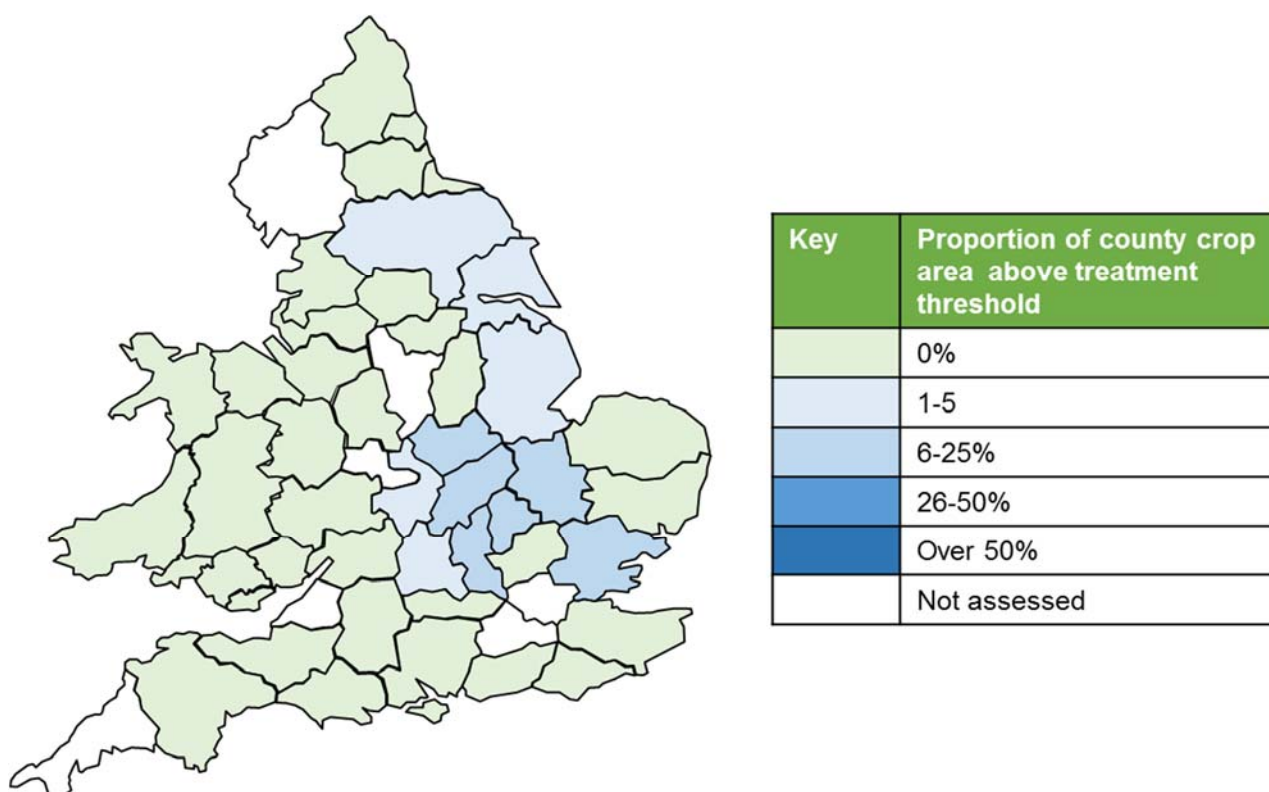 Key
Proportion of county crop
area above treatment
threshold
0%
1-5
6-25%
26-50%
Over 50%
Not assessed